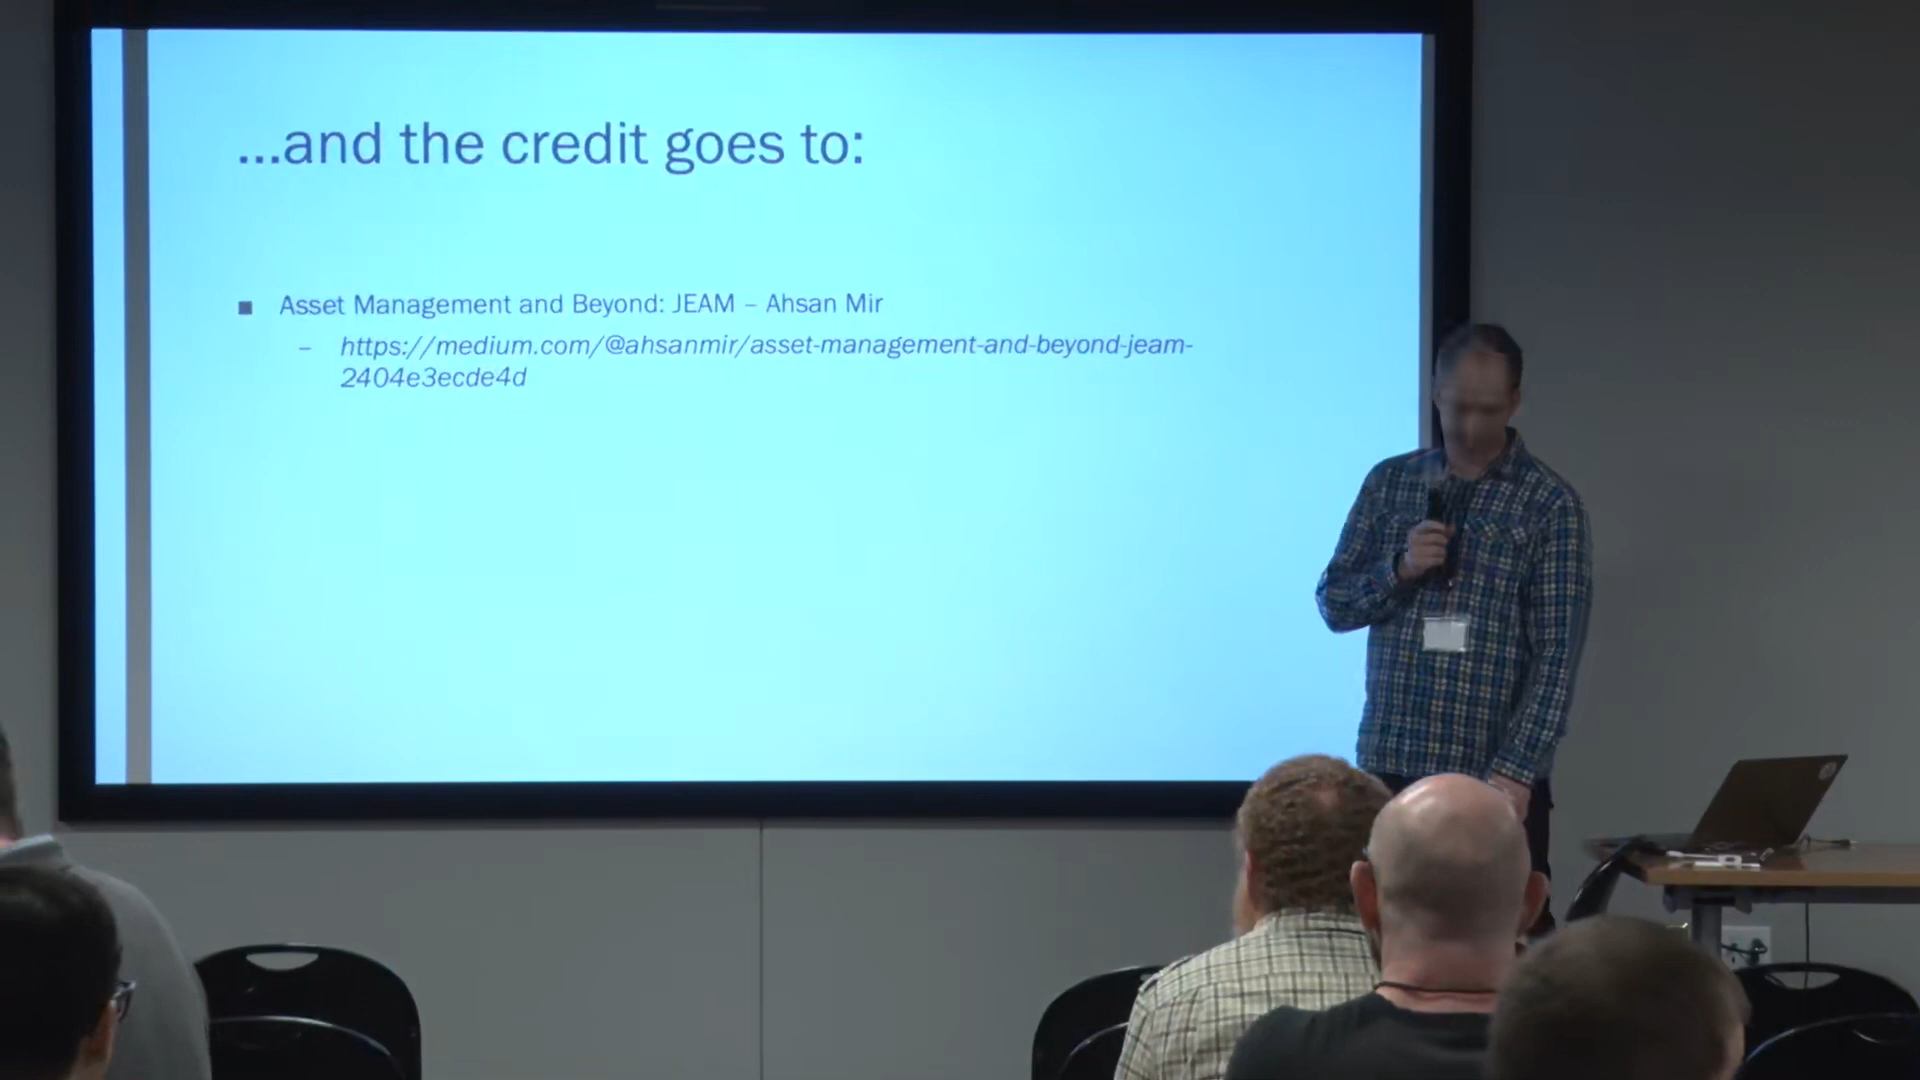 ...and the credit goes to:
■ Asset Management and Beyond: JEAM – Ahsan Mir
– https://medium.com/@ahsanmir/asset-management-and-beyond-jeam-
2404e3ecde4d